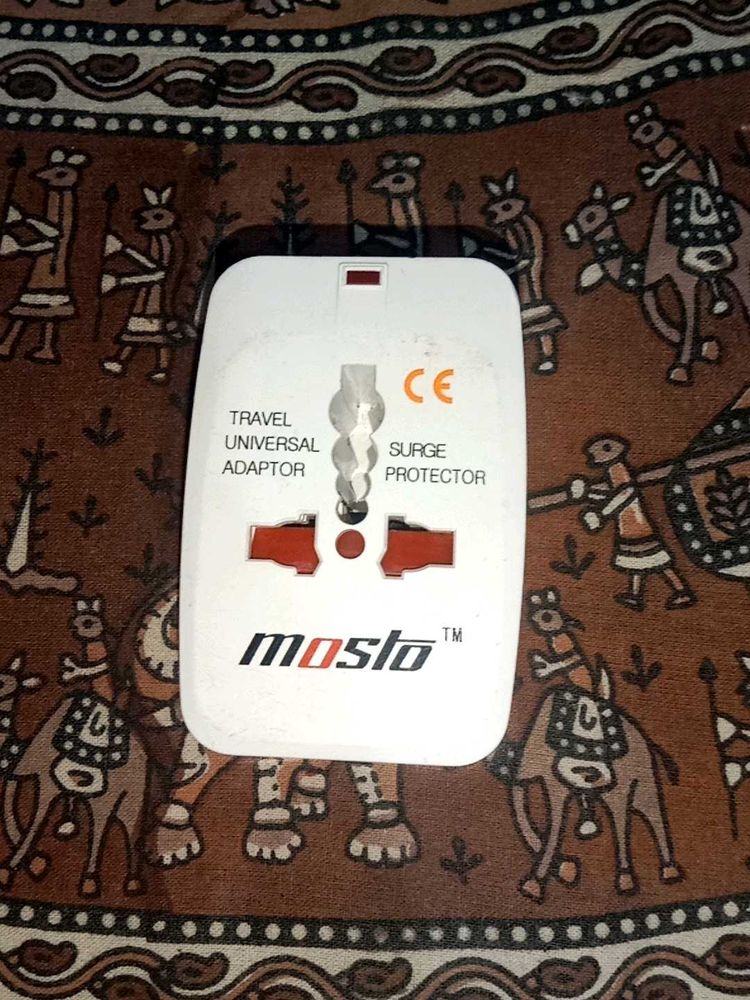 CE
TRAVEL
UNIVERSAL
ADAPTOR
SURGE
PROTECTOR
mosto™